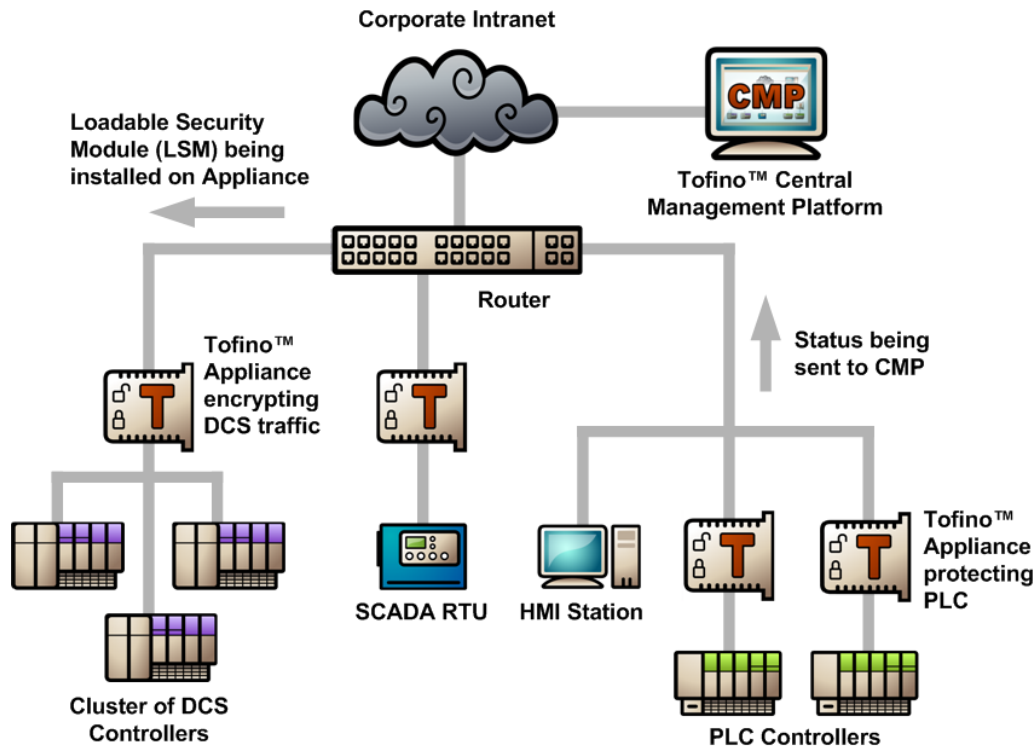 Corporate Intranet
CMP
Loadable Security
Module (LSM) being
installed on Appliance
Tofino™ Central
Management Platform
Router
Tofino™
Appliance
encrypting
DCS traffic
T
T
Status being
sent to CMP
T
T
Tofino™
Appliance
protecting
PLC
SCADA RTU
HMI Station
Cluster of DCS
Controllers
PLC Controllers